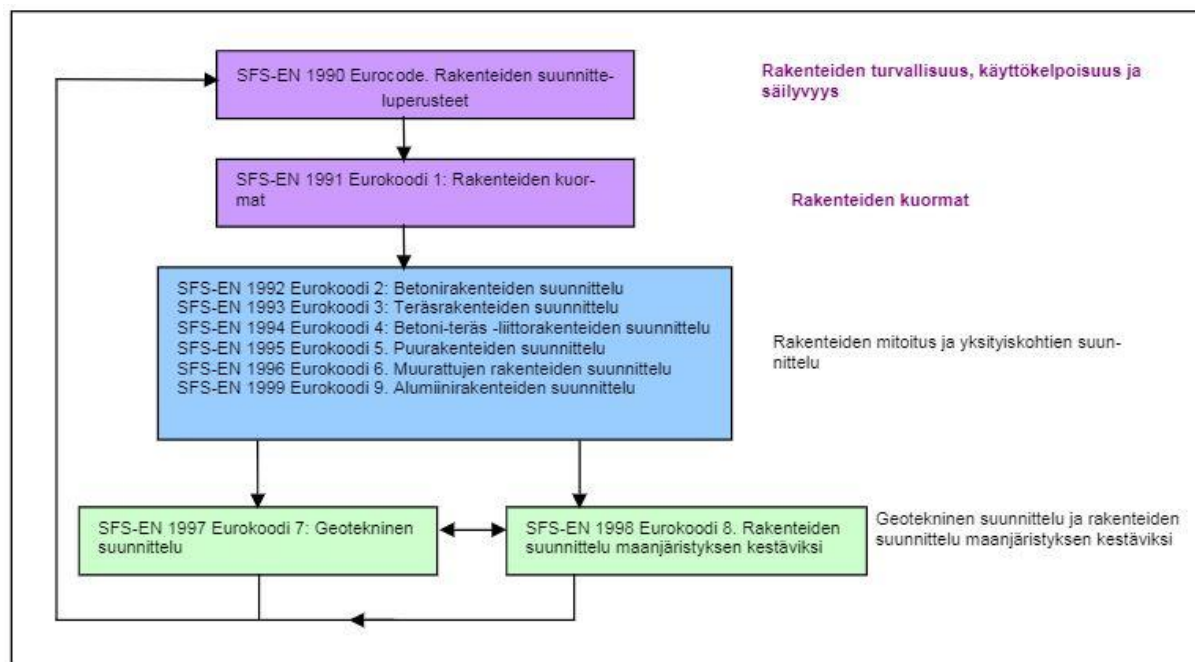 SFS-EN 1990 Eurocode. Rakenteiden suunnitte-
luperusteet
Rakenteiden turvallisuus, käyttökelpoisuus ja
säilyvyys
SFS-EN 1991 Eurokoodi 1: Rakenteiden kuor-
mat
Rakenteiden kuormat
SFS-EN 1992 Eurokoodi 2: Betonirakenteiden suunnittelu
SFS-EN 1993 Eurokoodi 3: Teräsrakenteiden suunnittelu
SFS-EN 1994 Eurokoodi 4: Betoni-teräs -liittorakenteiden suunnittelu
SFS-EN 1995 Eurokoodi 5. Puurakenteiden suunnittelu
SFS-EN 1996 Eurokoodi 6. Muurattujen rakenteiden suunnittelu
SFS-EN 1999 Eurokoodi 9. Alumiinirakenteiden suunnittelu
Rakenteiden mitoitus ja yksityiskohtien suun-
nittelu
SFS-EN 1997 Eurokoodi 7: Geotekninen
suunnittelu
SFS-EN 1998 Eurokoodi 8. Rakenteiden
suunnittelu maanjäristyksen kestäviksi
Geotekninen suunnittelu ja rakenteiden
suunnittelu maanjäristyksen kestäviksi